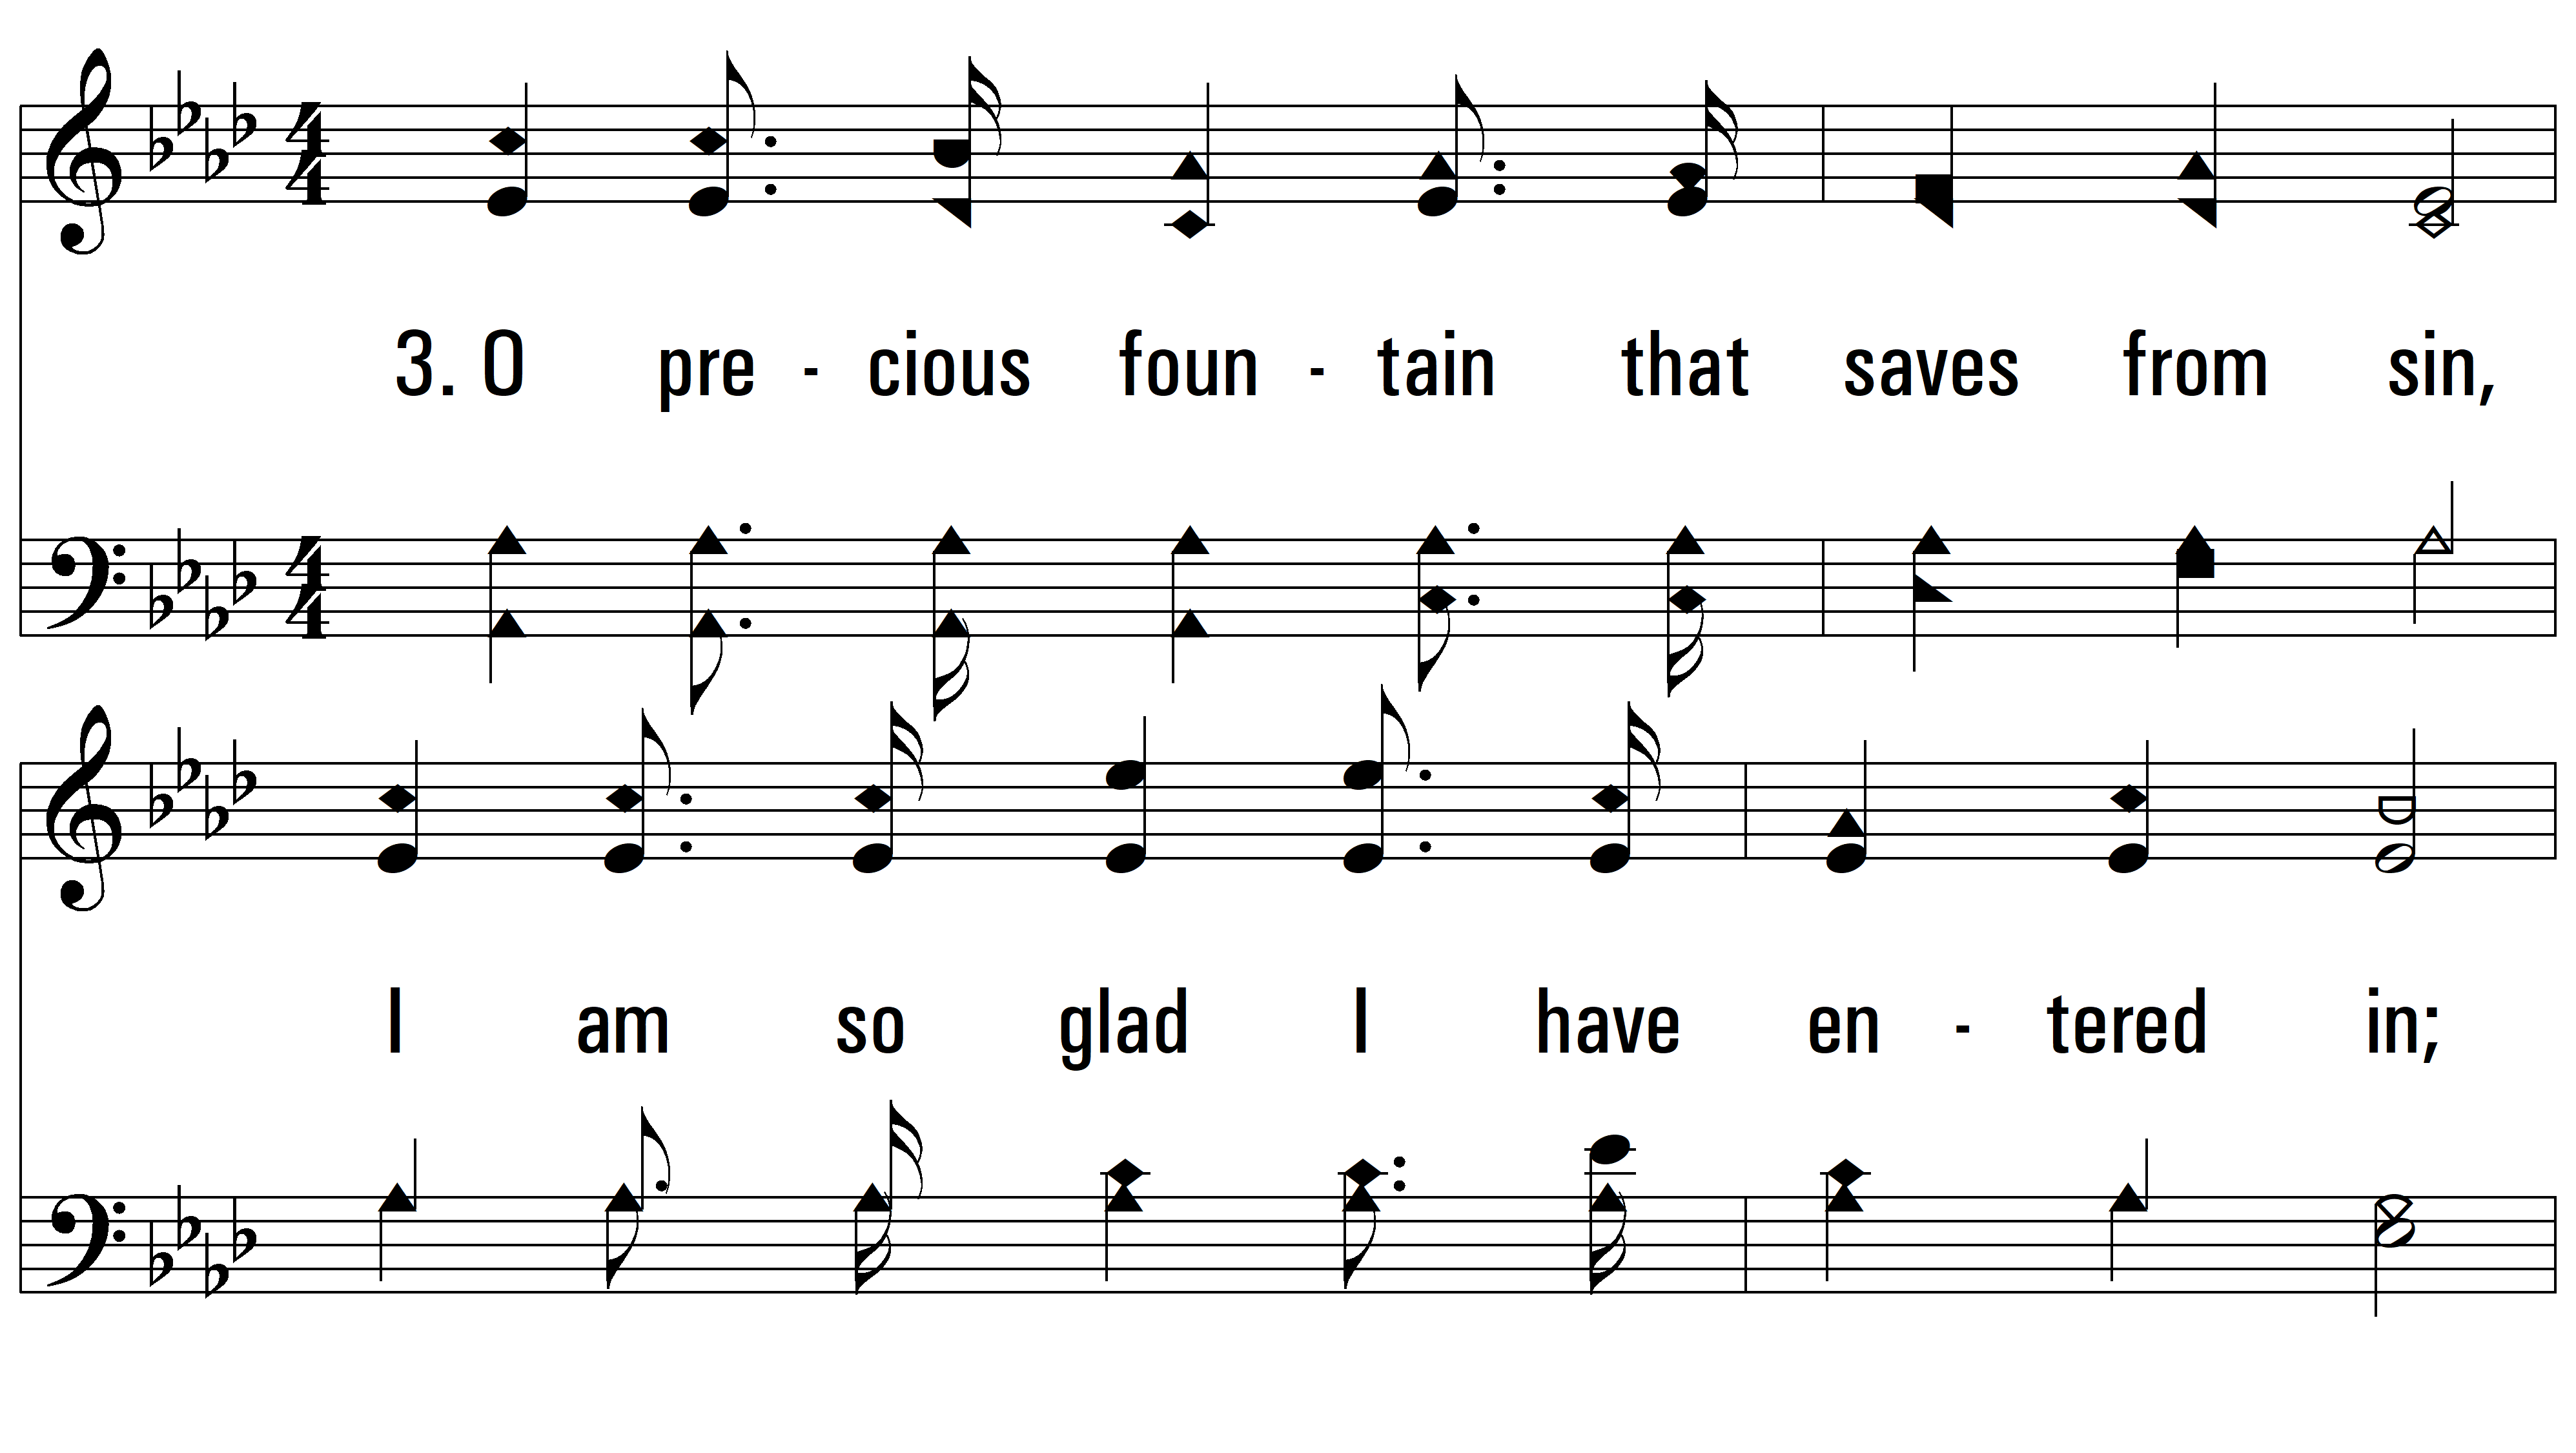 3. O pre - cious foun - tain that saves from sin,
I am so glad I have en - tered in;